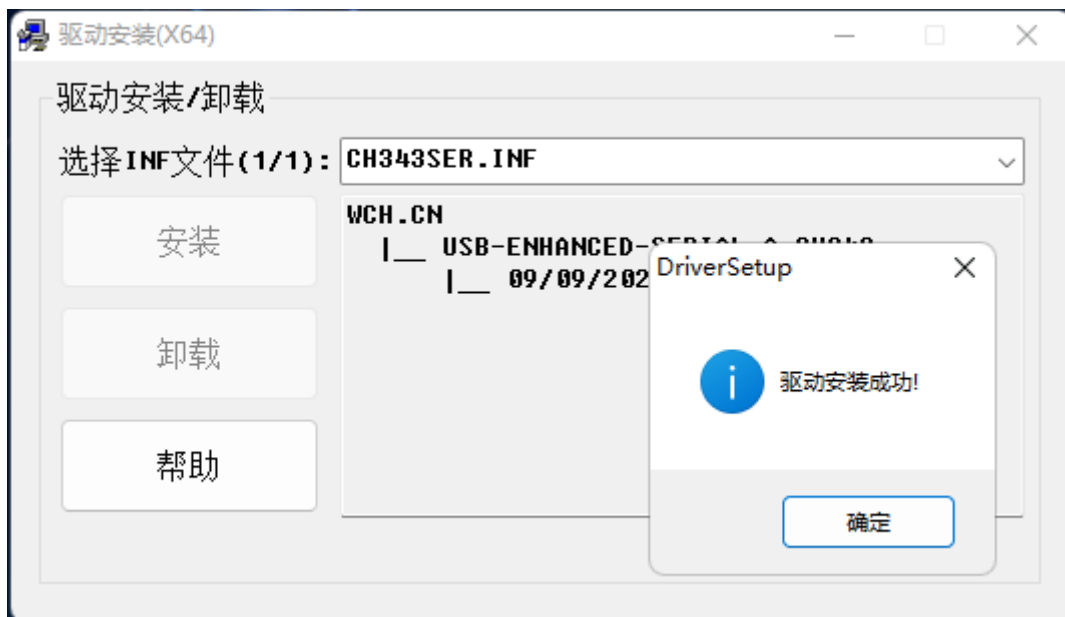 驱动安装(X64)
驱动安装/卸载
选择INF文件(1/1):
CH343SER.INF
安装
卸载
帮助
WCH.CN
|__ USB-ENHANCED-
|__ 09/09/202
DriverSetup
驱动安装成功!
确定